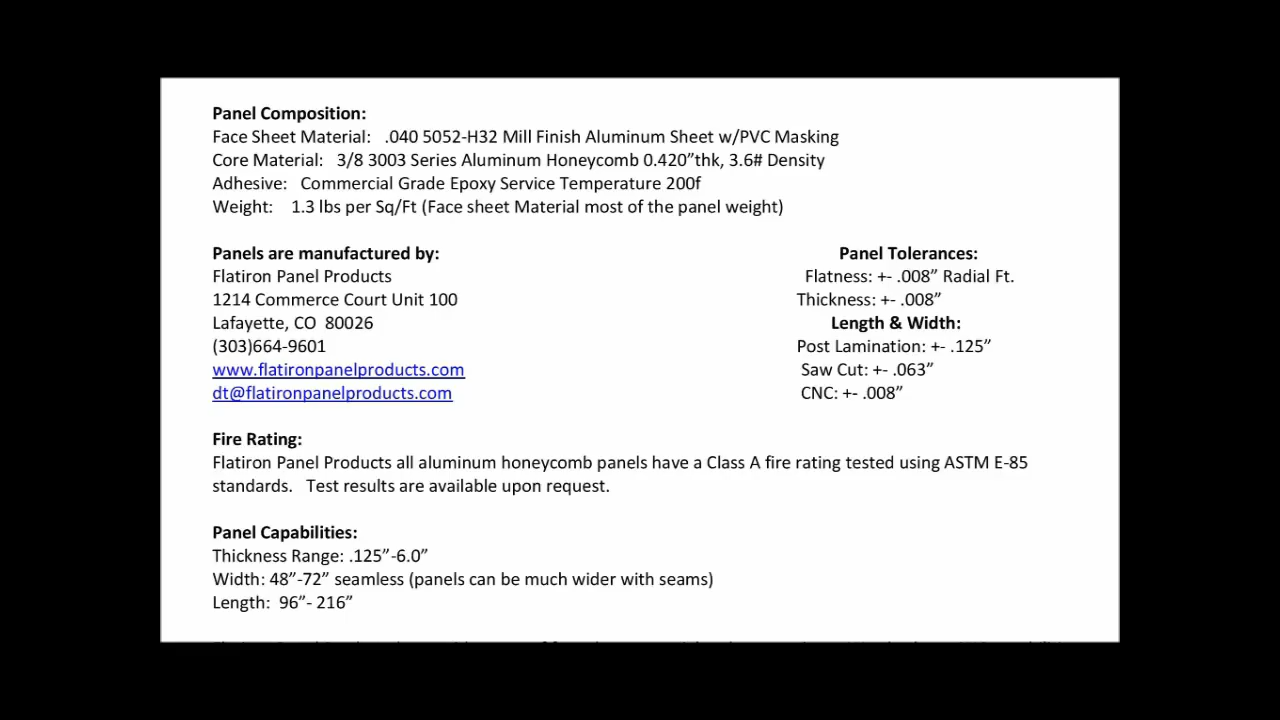 Panel Composition:
Face Sheet Material:   .040 5052-H32 Mill Finish Aluminum Sheet w/PVC Masking
Core Material:   3/8 3003 Series Aluminum Honeycomb 0.420”thk, 3.6# Density
Adhesive:   Commercial Grade Epoxy Service Temperature 200f
Weight:    1.3 lbs per Sq/Ft (Face sheet Material most of the panel weight)
Panels are manufactured by:
Flatiron Panel Products
1214 Commerce Court Unit 100
Lafayette, CO  80026
(303)664-9601
www.flatironpanelproducts.com
dt@flatironpanelproducts.com
Panel Tolerances:
Flatness: +- .008” Radial Ft.
Thickness: +- .008”
Length & Width:
Post Lamination: +- .125”
Saw Cut: +- .063”
CNC: +- .008”
Fire Rating:
Flatiron Panel Products all aluminum honeycomb panels have a Class A fire rating tested using ASTM E-85
standards.   Test results are available upon request.
Panel Capabilities:
Thickness Range: .125”-6.0”
Width: 48”-72” seamless (panels can be much wider with seams)
Length:  96”- 216”